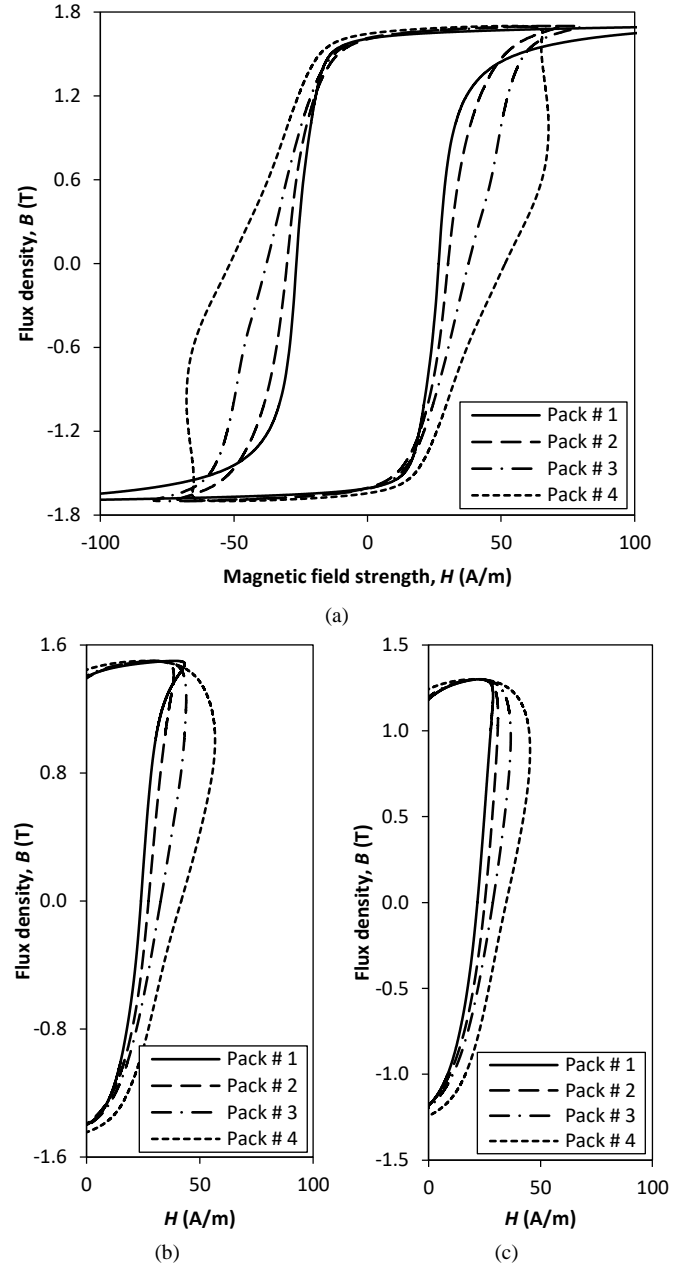 1.8
1.2
0.6
0.0
-0.6
-1.2
-1.8
Flux density, B (T)
-100
-50
0
50
100
Magnetic field strength, H (A/m)
Pack # 1
Pack # 2
Pack # 3
Pack # 4
(a)
1.6
0.8
0.0
-0.8
-1.6
Flux density, B (T)
0
50
100
H (A/m)
Pack # 1
Pack # 2
Pack # 3
Pack # 4
(b)
1.5
1.0
0.5
0.0
-0.5
-1.0
-1.5
Flux density, B (T)
0
50
100
H (A/m)
Pack # 1
Pack # 2
Pack # 3
Pack # 4
(c)